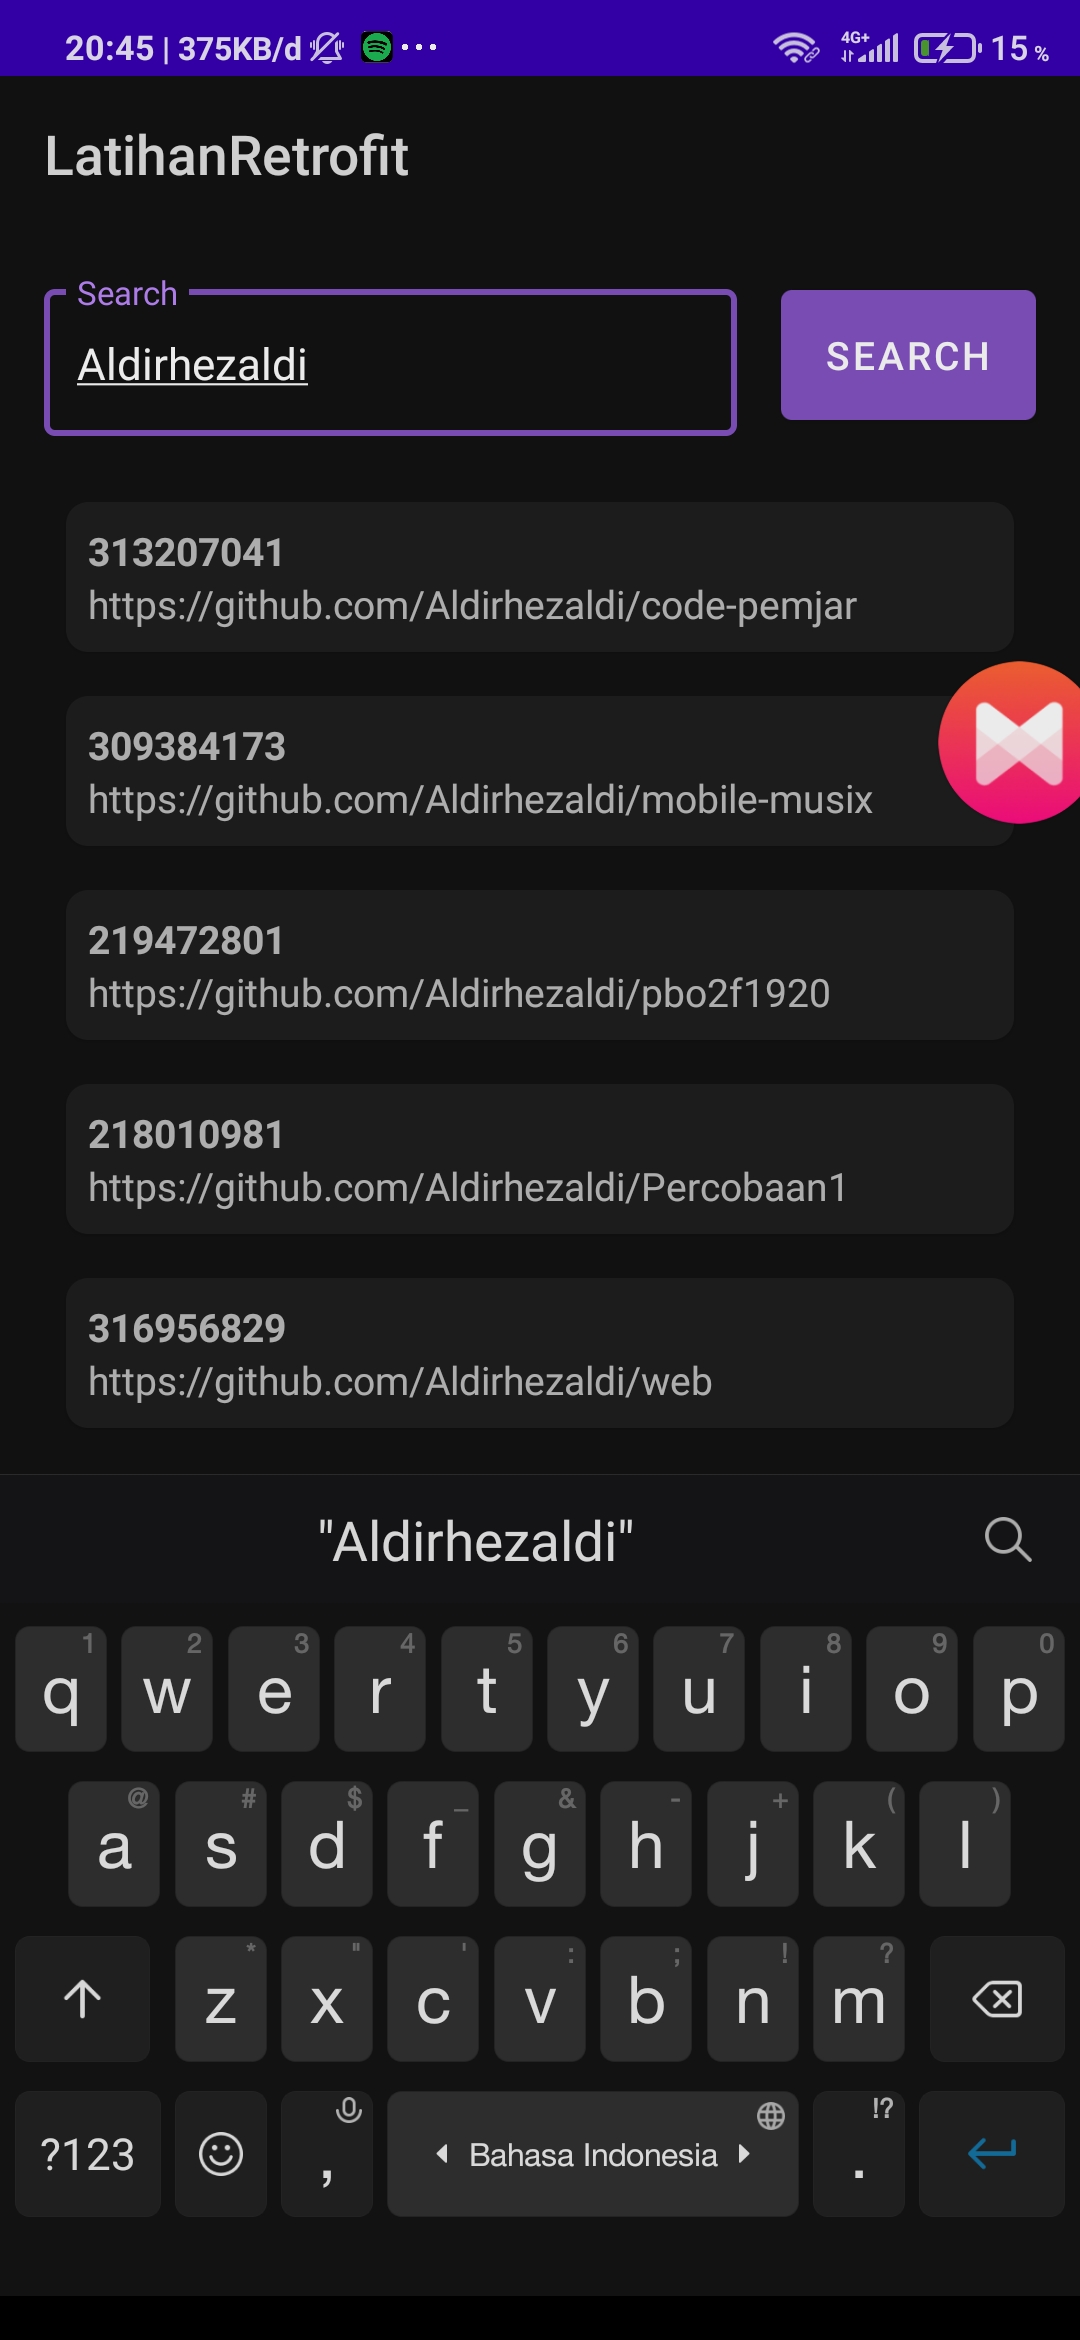 20:45 | 375KB/d
4G+
15 %
LatihanRetrofit
Search
Aldirhezaldi
SEARCH
313207041
https://github.com/Aldirhezaldi/code-pemjar
309384173
https://github.com/Aldirhezaldi/mobile-musix
219472801
https://github.com/Aldirhezaldi/pbo2f1920
218010981
https://github.com/Aldirhezaldi/Percobaan1
316956829
https://github.com/Aldirhezaldi/web
"Aldirhezaldi"
1 2 3 4 5 6 7 8 9 0
q w e r t y u i o p
@ # $ _ & - + ( )
a s d f g h j k l
* " ' : ; ! ?
z x c v b n m
!?
?123 , Bahasa Indonesia .